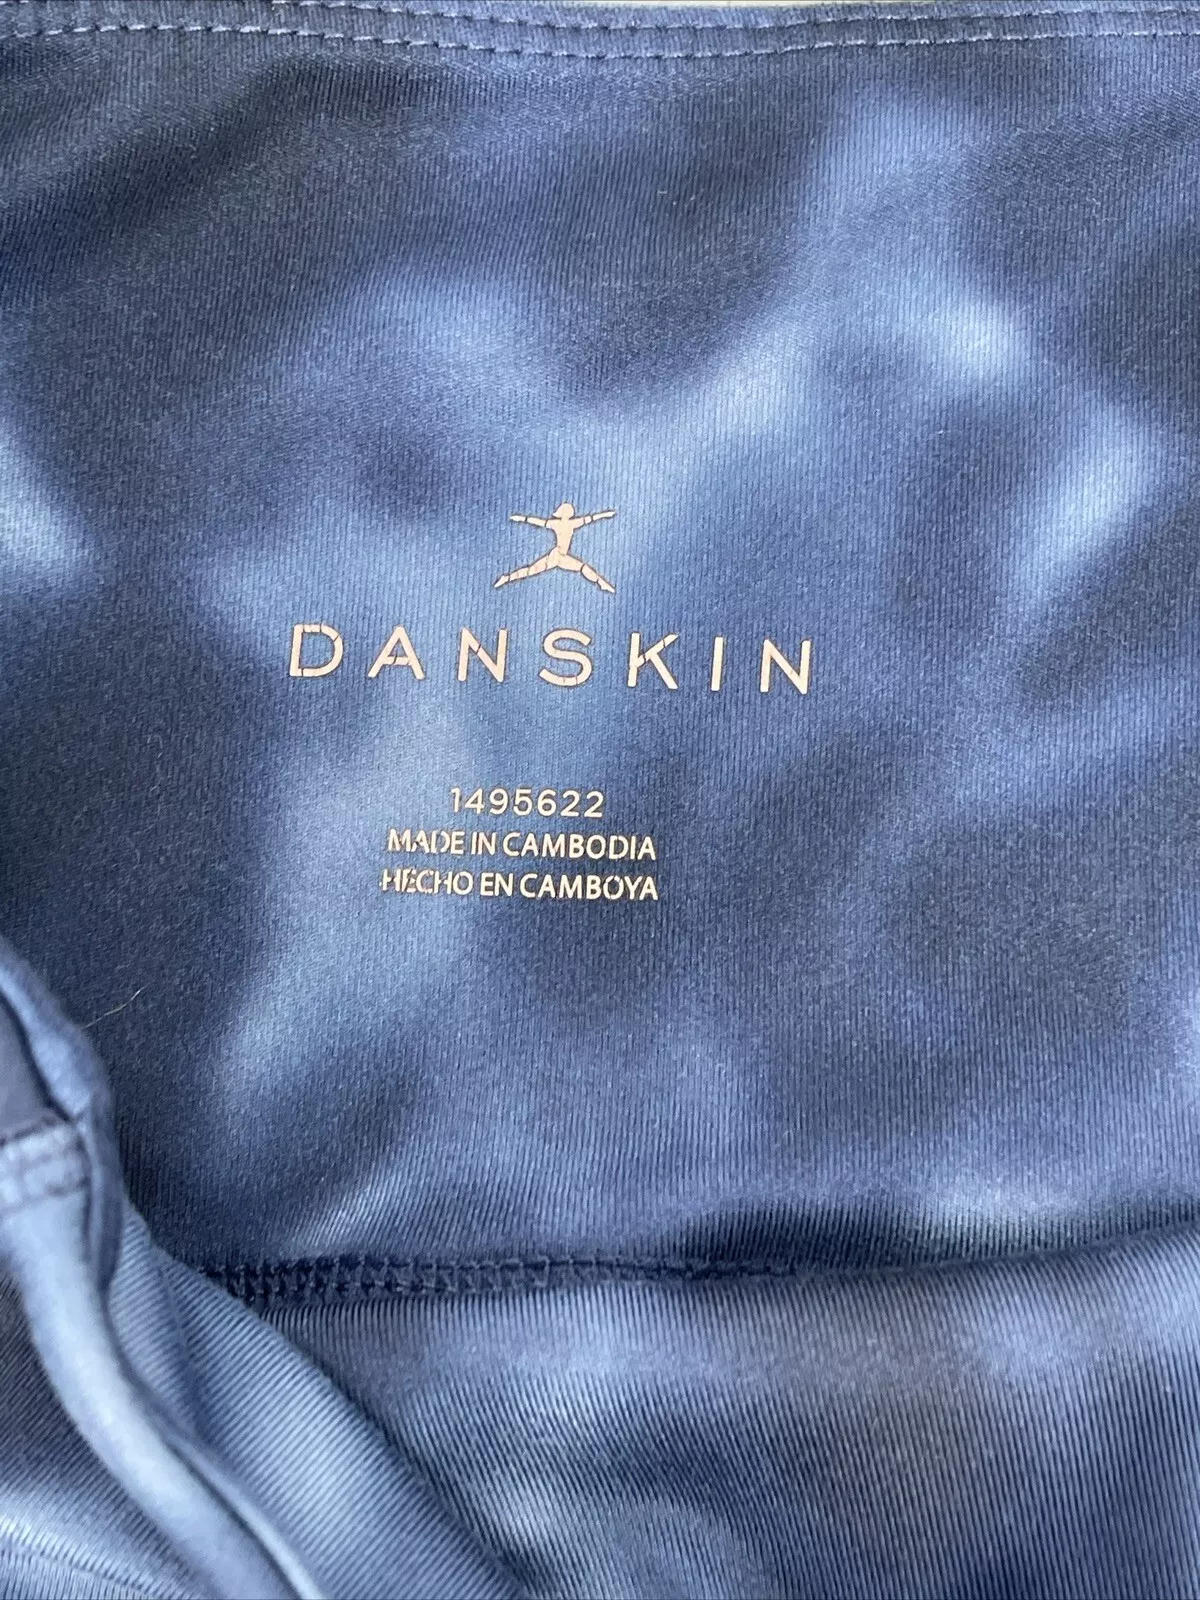 DANSKIN
1495622
MADE IN CAMBODIA
HECHO EN CAMBOYA